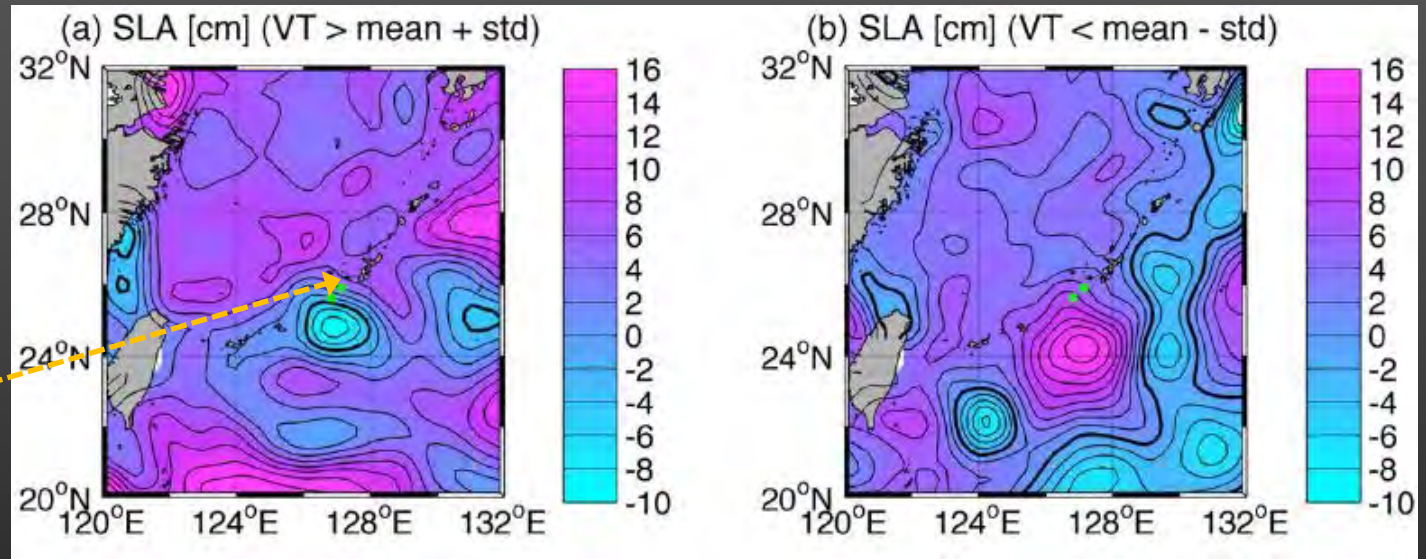 (a) SLA [cm] (VT > mean + std)
32°N
28°N
24°N
20°N
120°E
124°E
128°E
132°E
16
14
12
10
8
6
4
2
0
-2
-4
-6
-8
-10
(b) SLA [cm] (VT < mean - std)
32°N
28°N
24°N
20°N
120°E
124°E
128°E
132°E
16
14
12
10
8
6
4
2
0
-2
-4
-6
-8
-10